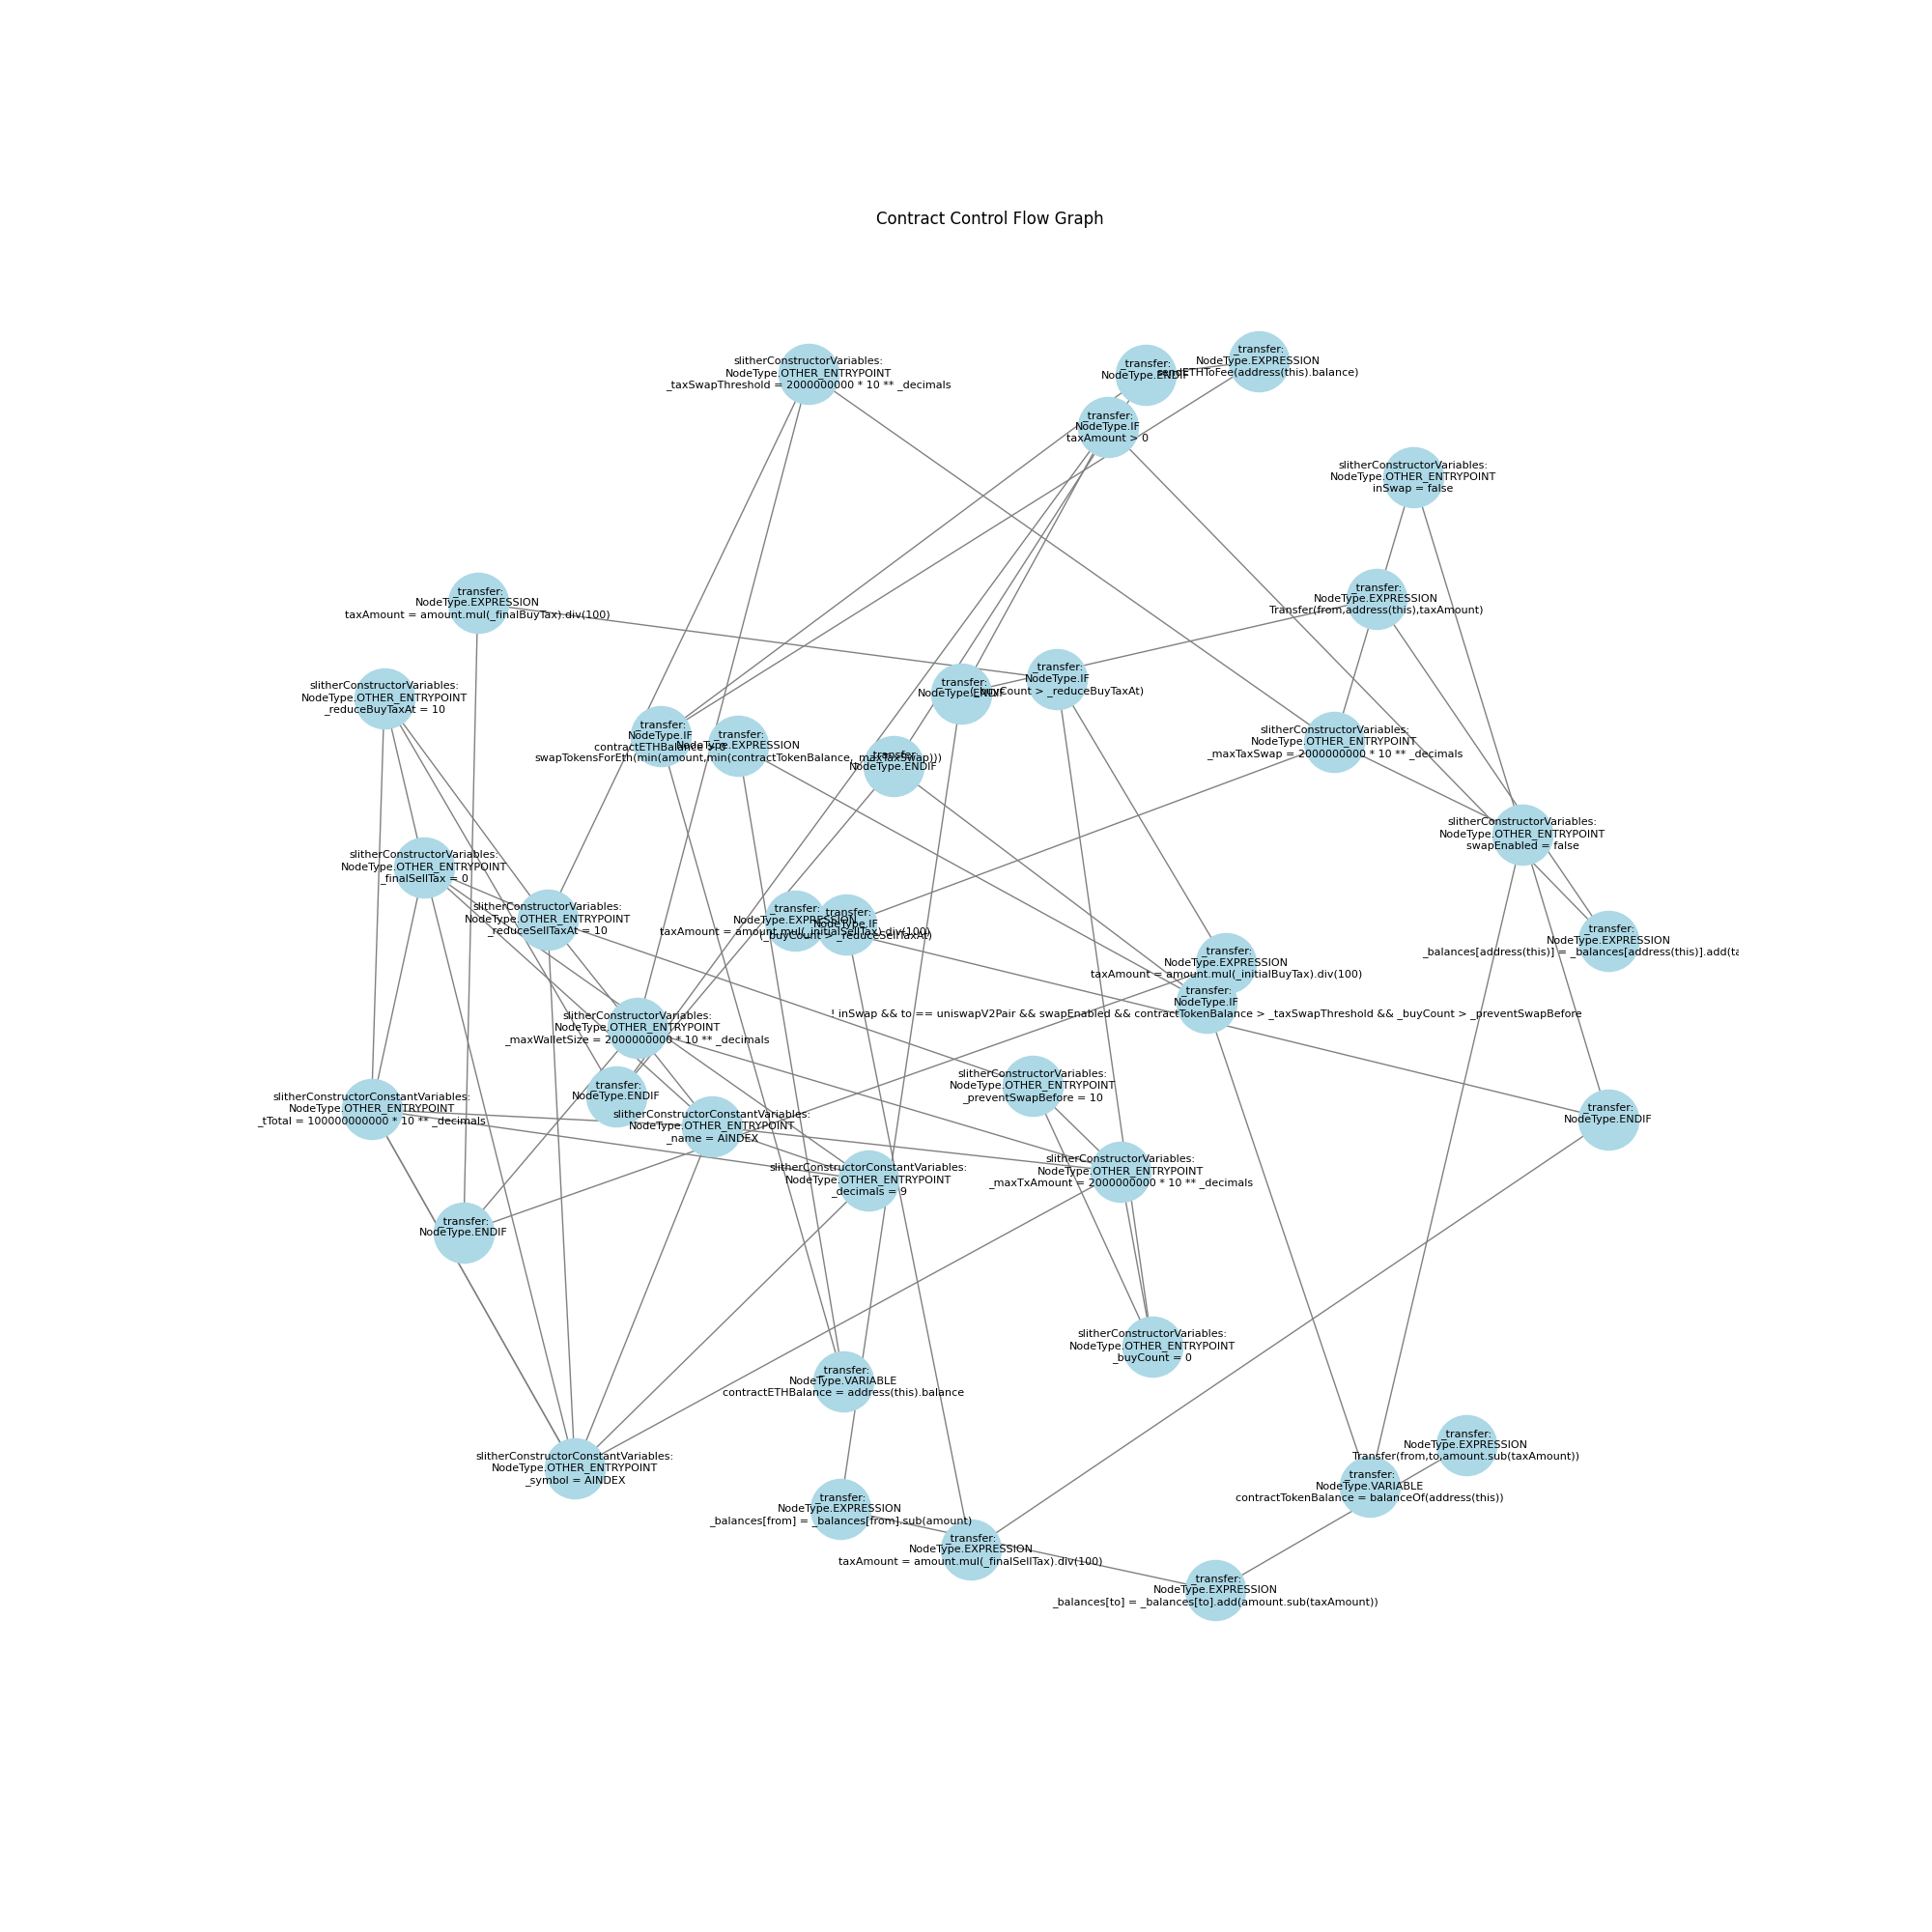 Contract Control Flow Graph
_transfer:
NodeType.EXPRESSION
sendETHToFee(address(this).balance)
slitherConstructorVariables:
NodeType.OTHER_ENTRYPOINT
_taxSwapThreshold = 2000000000 * 10 ** _decimals
_transfer:
NodeType.ENDIF
_transfer:
NodeType.IF
taxAmount > 0
slitherConstructorVariables:
NodeType.OTHER_ENTRYPOINT
inSwap = false
_transfer:
NodeType.EXPRESSION
taxAmount = amount.mul(_finalBuyTax).div(100)
_transfer:
NodeType.EXPRESSION
Transfer(from,address(this),taxAmount)
slitherConstructorVariables:
NodeType.OTHER_ENTRYPOINT
_reduceBuyTaxAt = 10
_transfer:
NodeType.ENDIF
_transfer:
NodeType.IF
(_buyCount > _reduceBuyTaxAt)
_transfer:
NodeType.IF
contractETHBalance > 0
_transfer:
NodeType.EXPRESSION
swapTokensForEth(min(amount,min(contractTokenBalance,_maxTaxSwap)))
_transfer:
NodeType.ENDIF
slitherConstructorVariables:
NodeType.OTHER_ENTRYPOINT
_maxTaxSwap = 2000000000 * 10 ** _decimals
slitherConstructorVariables:
NodeType.OTHER_ENTRYPOINT
swapEnabled = false
slitherConstructorVariables:
NodeType.OTHER_ENTRYPOINT
_finalSellTax = 0
slitherConstructorVariables:
NodeType.OTHER_ENTRYPOINT
_reduceSellTaxAt = 10
_transfer:
NodeType.EXPRESSION
taxAmount = amount.mul(_initialSellTax).div(100)
_transfer:
NodeType.IF
(_buyCount > _reduceSellTaxAt)
_transfer:
NodeType.EXPRESSION
_balances[address(this)] = _balances[address(this)].add(ta
_transfer:
NodeType.EXPRESSION
taxAmount = amount.mul(_initialBuyTax).div(100)
_transfer:
NodeType.IF
! inSwap && to == uniswapV2Pair && swapEnabled && contractTokenBalance > _taxSwapThreshold && _buyCount > _preventSwapBefore
slitherConstructorVariables:
NodeType.OTHER_ENTRYPOINT
_maxWalletSize = 2000000000 * 10 ** _decimals
slitherConstructorVariables:
NodeType.OTHER_ENTRYPOINT
_preventSwapBefore = 10
_transfer:
NodeType.ENDIF
slitherConstructorConstantVariables:
NodeType.OTHER_ENTRYPOINT
_tTotal = 100000000000 * 10 ** _decimals
slitherConstructorConstantVariables:
NodeType.OTHER_ENTRYPOINT
_name = AINDEX
_transfer:
NodeType.ENDIF
slitherConstructorConstantVariables:
NodeType.OTHER_ENTRYPOINT
_decimals = 9
slitherConstructorVariables:
NodeType.OTHER_ENTRYPOINT
_maxTxAmount = 2000000000 * 10 ** _decimals
_transfer:
NodeType.ENDIF
slitherConstructorVariables:
NodeType.OTHER_ENTRYPOINT
_buyCount = 0
_transfer:
NodeType.VARIABLE
contractETHBalance = address(this).balance
_transfer:
NodeType.EXPRESSION
Transfer(from,to,amount.sub(taxAmount))
slitherConstructorConstantVariables:
NodeType.OTHER_ENTRYPOINT
_symbol = AINDEX
_transfer:
NodeType.VARIABLE
contractTokenBalance = balanceOf(address(this))
_transfer:
NodeType.EXPRESSION
_balances[from] = _balances[from].sub(amount)
_transfer:
NodeType.EXPRESSION
taxAmount = amount.mul(_finalSellTax).div(100)
_transfer:
NodeType.EXPRESSION
_balances[to] = _balances[to].add(amount.sub(taxAmount))